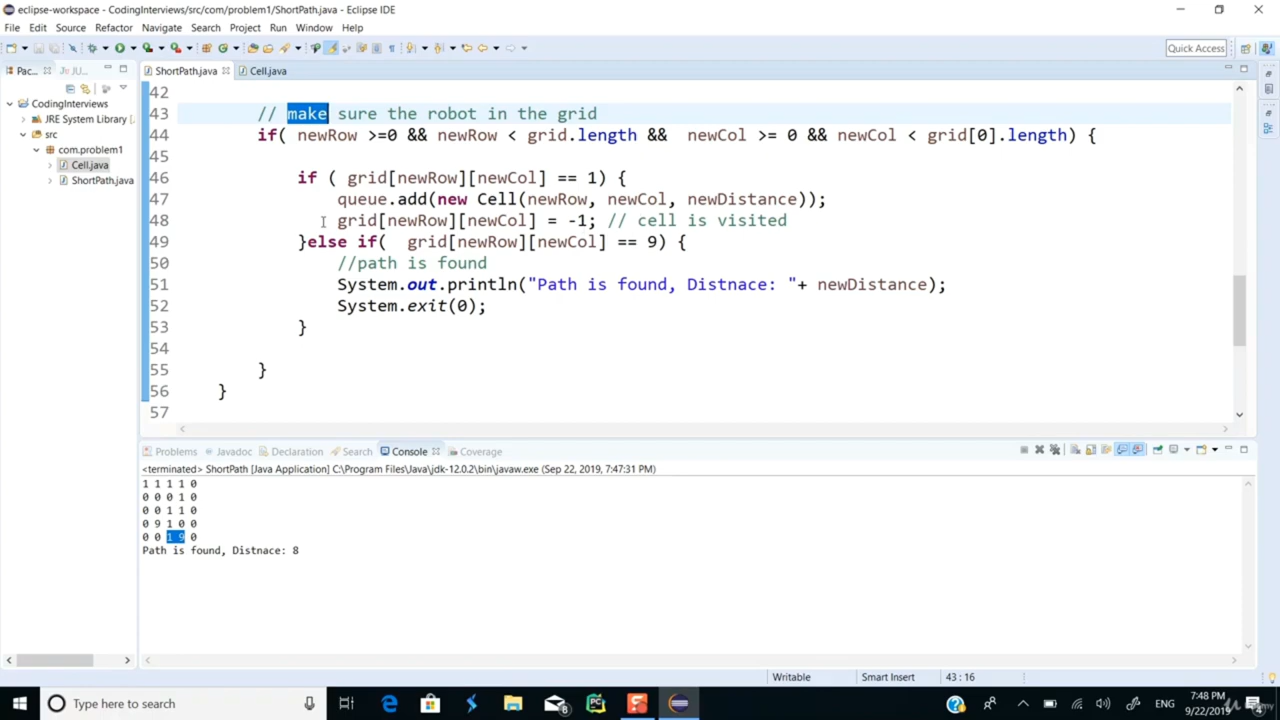 eclipse-workspace - CodingInterviews/src/com/problem1/ShortPath.java - Eclipse IDE
File Edit Source Refactor Navigate Search Project Run Window Help
Quick Access
Pac... JU... ShortPath.java Cell.java
CodingInterviews
JRE System Library
src
com.problem1
Cell.java
ShortPath.java
42
43 // make sure the robot in the grid
44 if( newRow >=0 && newRow < grid.length && newCol >= 0 && newCol < grid[0].length) {
45
46 if ( grid[newRow][newCol] == 1) {
47 queue.add(new Cell(newRow, newCol, newDistance));
48 grid[newRow][newCol] = -1; // cell is visited
49 }else if( grid[newRow][newCol] == 9) {
50 //path is found
51 System.out.println("Path is found, Distnace: "+ newDistance);
52 System.exit(0);
53 }
54
55 }
56 }
57
Problems Javadoc Declaration Search Console Coverage
<terminated> ShortPath [Java Application] C:\Program Files\Java\jdk-12.0.2\bin\javaw.exe (Sep 22, 2019, 7:47:31 PM)
1 1 1 1 0
0 0 0 1 0
0 0 1 1 0
0 9 1 0 0
0 0 1 9 0
Path is found, Distnace: 8
Writable Smart Insert 43 : 16
Type here to search
8
ENG
7:48 PM
9/22/2019
4